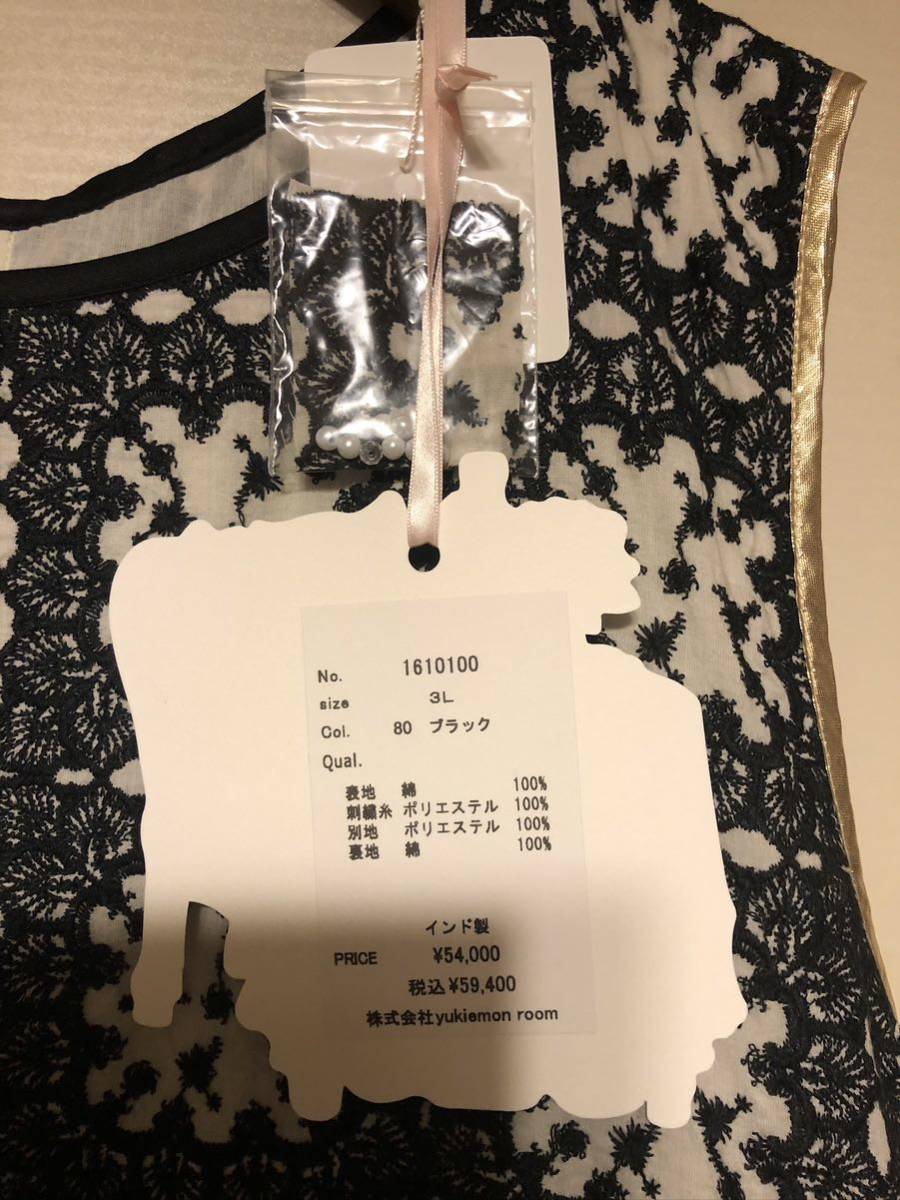 No. 1610100
size 3L
Col. 80 ブラック
Qual.
表地 綿 100%
刺繍糸 ポリエステル 100%
別地 ポリエステル 100%
裏地 綿 100%
インド製
PRICE ¥54,000
税込¥59,400
株式会社yukiemon room